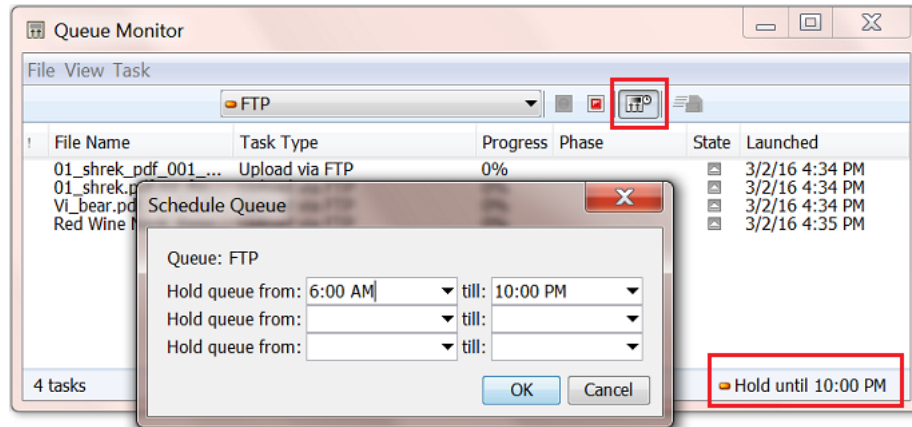 Queue Monitor
File View Task
FTP
! File Name Task Type Progress Phase State Launched
01_shrek_pdf_001_... Upload via FTP 0% 3/2/16 4:34 PM
01_shrek.p 3/2/16 4:34 PM
Vi_bear.pd 3/2/16 4:34 PM
Red Wine 3/2/16 4:35 PM
Schedule Queue
Queue: FTP
Hold queue from: 6:00 AM till: 10:00 PM
Hold queue from: till:
Hold queue from: till:
OK Cancel
4 tasks Hold until 10:00 PM